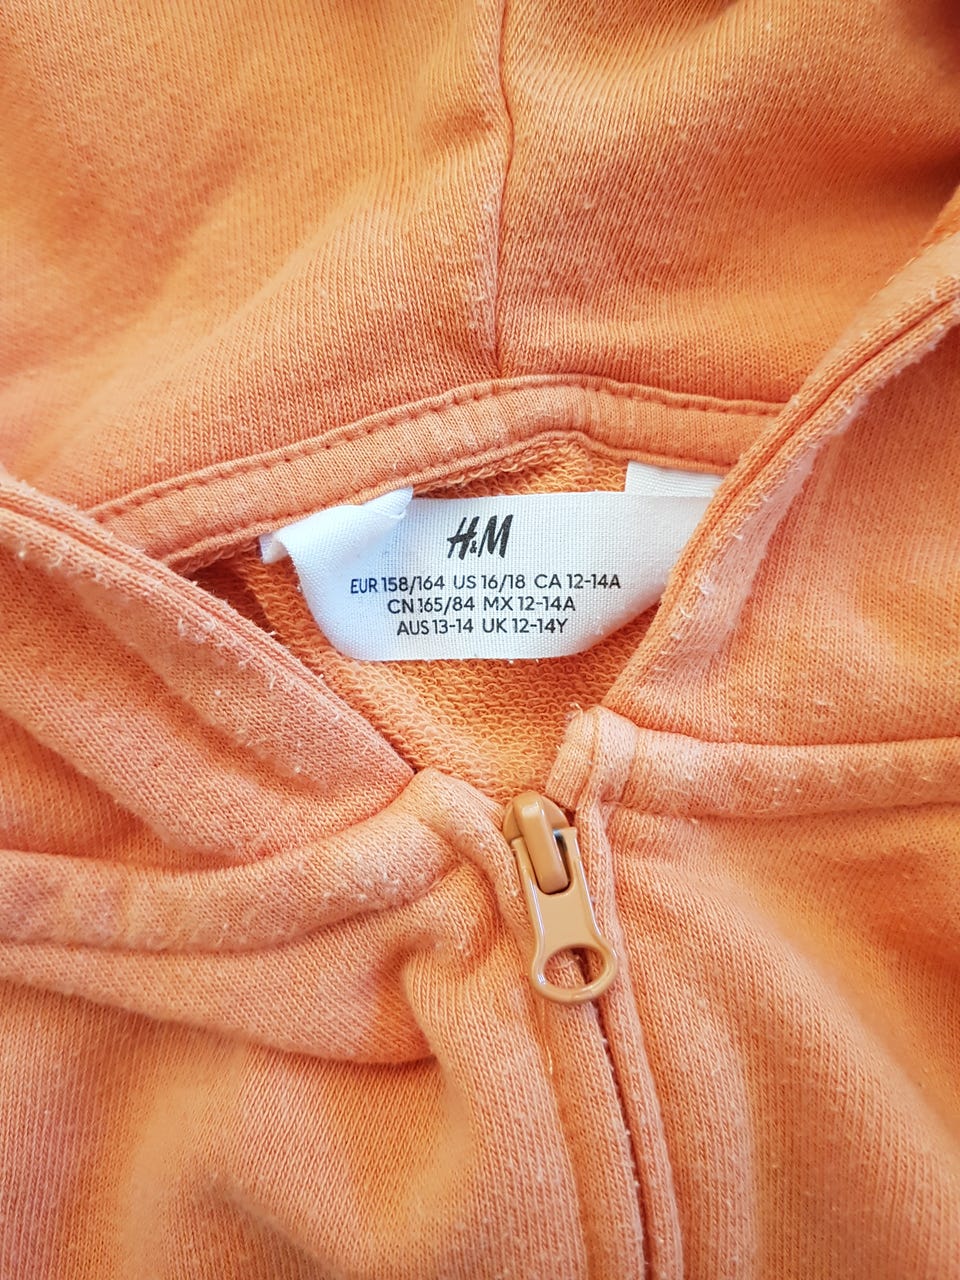 H&M
EUR 158/164 US 16/18 CA 12-14A
CN 165/84 MX 12-14A
AUS 13-14 UK 12-14Y